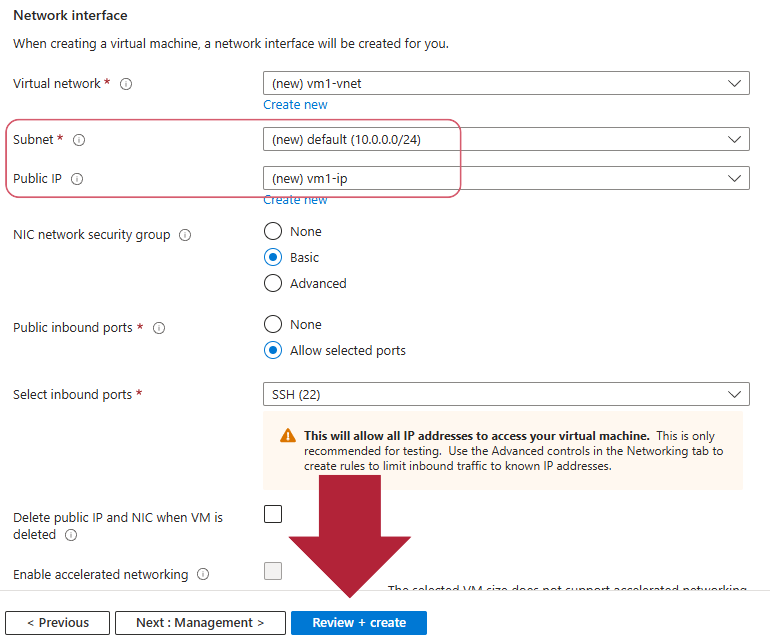 Network interface
When creating a virtual machine, a network interface will be created for you.
Virtual network *
(new) vm1-vnet
Create new
Subnet *
(new) default (10.0.0.0/24)
Public IP
(new) vm1-ip
Create new
NIC network security group
None
Basic
Advanced
Public inbound ports *
None
Allow selected ports
Select inbound ports *
SSH (22)
This will allow all IP addresses to access your virtual machine. This is only
recommended for testing. Use the Advanced controls in the Networking tab to
create rules to limit inbound traffic to known IP addresses.
Delete public IP and NIC when VM is
deleted
Enable accelerated networking
The selected VM size does not support accelerated networking
< Previous
Next : Management >
Review + create